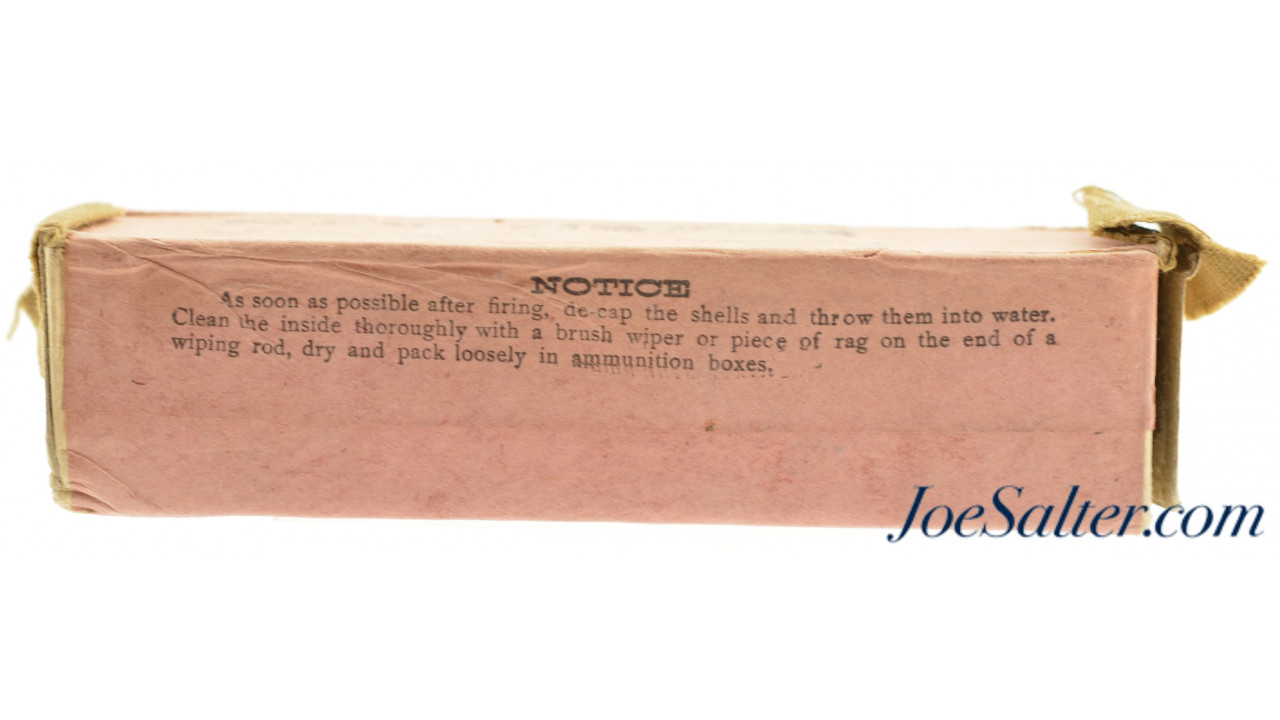 NOTICE
As soon as possible after firing, de-cap the shells and throw them into water.
Clean the inside thoroughly with a brush wiper or piece of rag on the end of a
wiping rod, dry and pack loosely in ammunition boxes.
JoeSalter.com